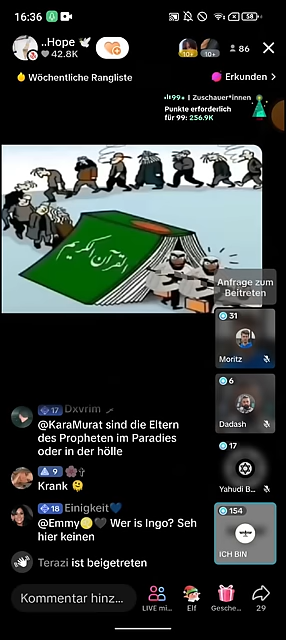 16:36
58
..Hope 🕊️
42.8K
10+
10+
86
Wöchentliche Rangliste
Erkunden >
99+ | Zuschauer*innen
Punkte erforderlich
für 99: 256.9K
القرآن الكريم
Anfrage zum
Beitreten
31
Moritz
6
Dadash
17
Yahudi B...
154
ICH BIN
17 Dxvrim
@KaraMurat sind die Eltern
des Propheten im Paradies
oder in der hölle
9 🌸✞
Krank 🫠
18 Einigkeit💙
@Emmy🌕🖤 Wer is Ingo? Seh
hier keinen
Terazi ist beigetreten
Kommentar hinz...
LIVE mi...
Elf
Gesche...
29